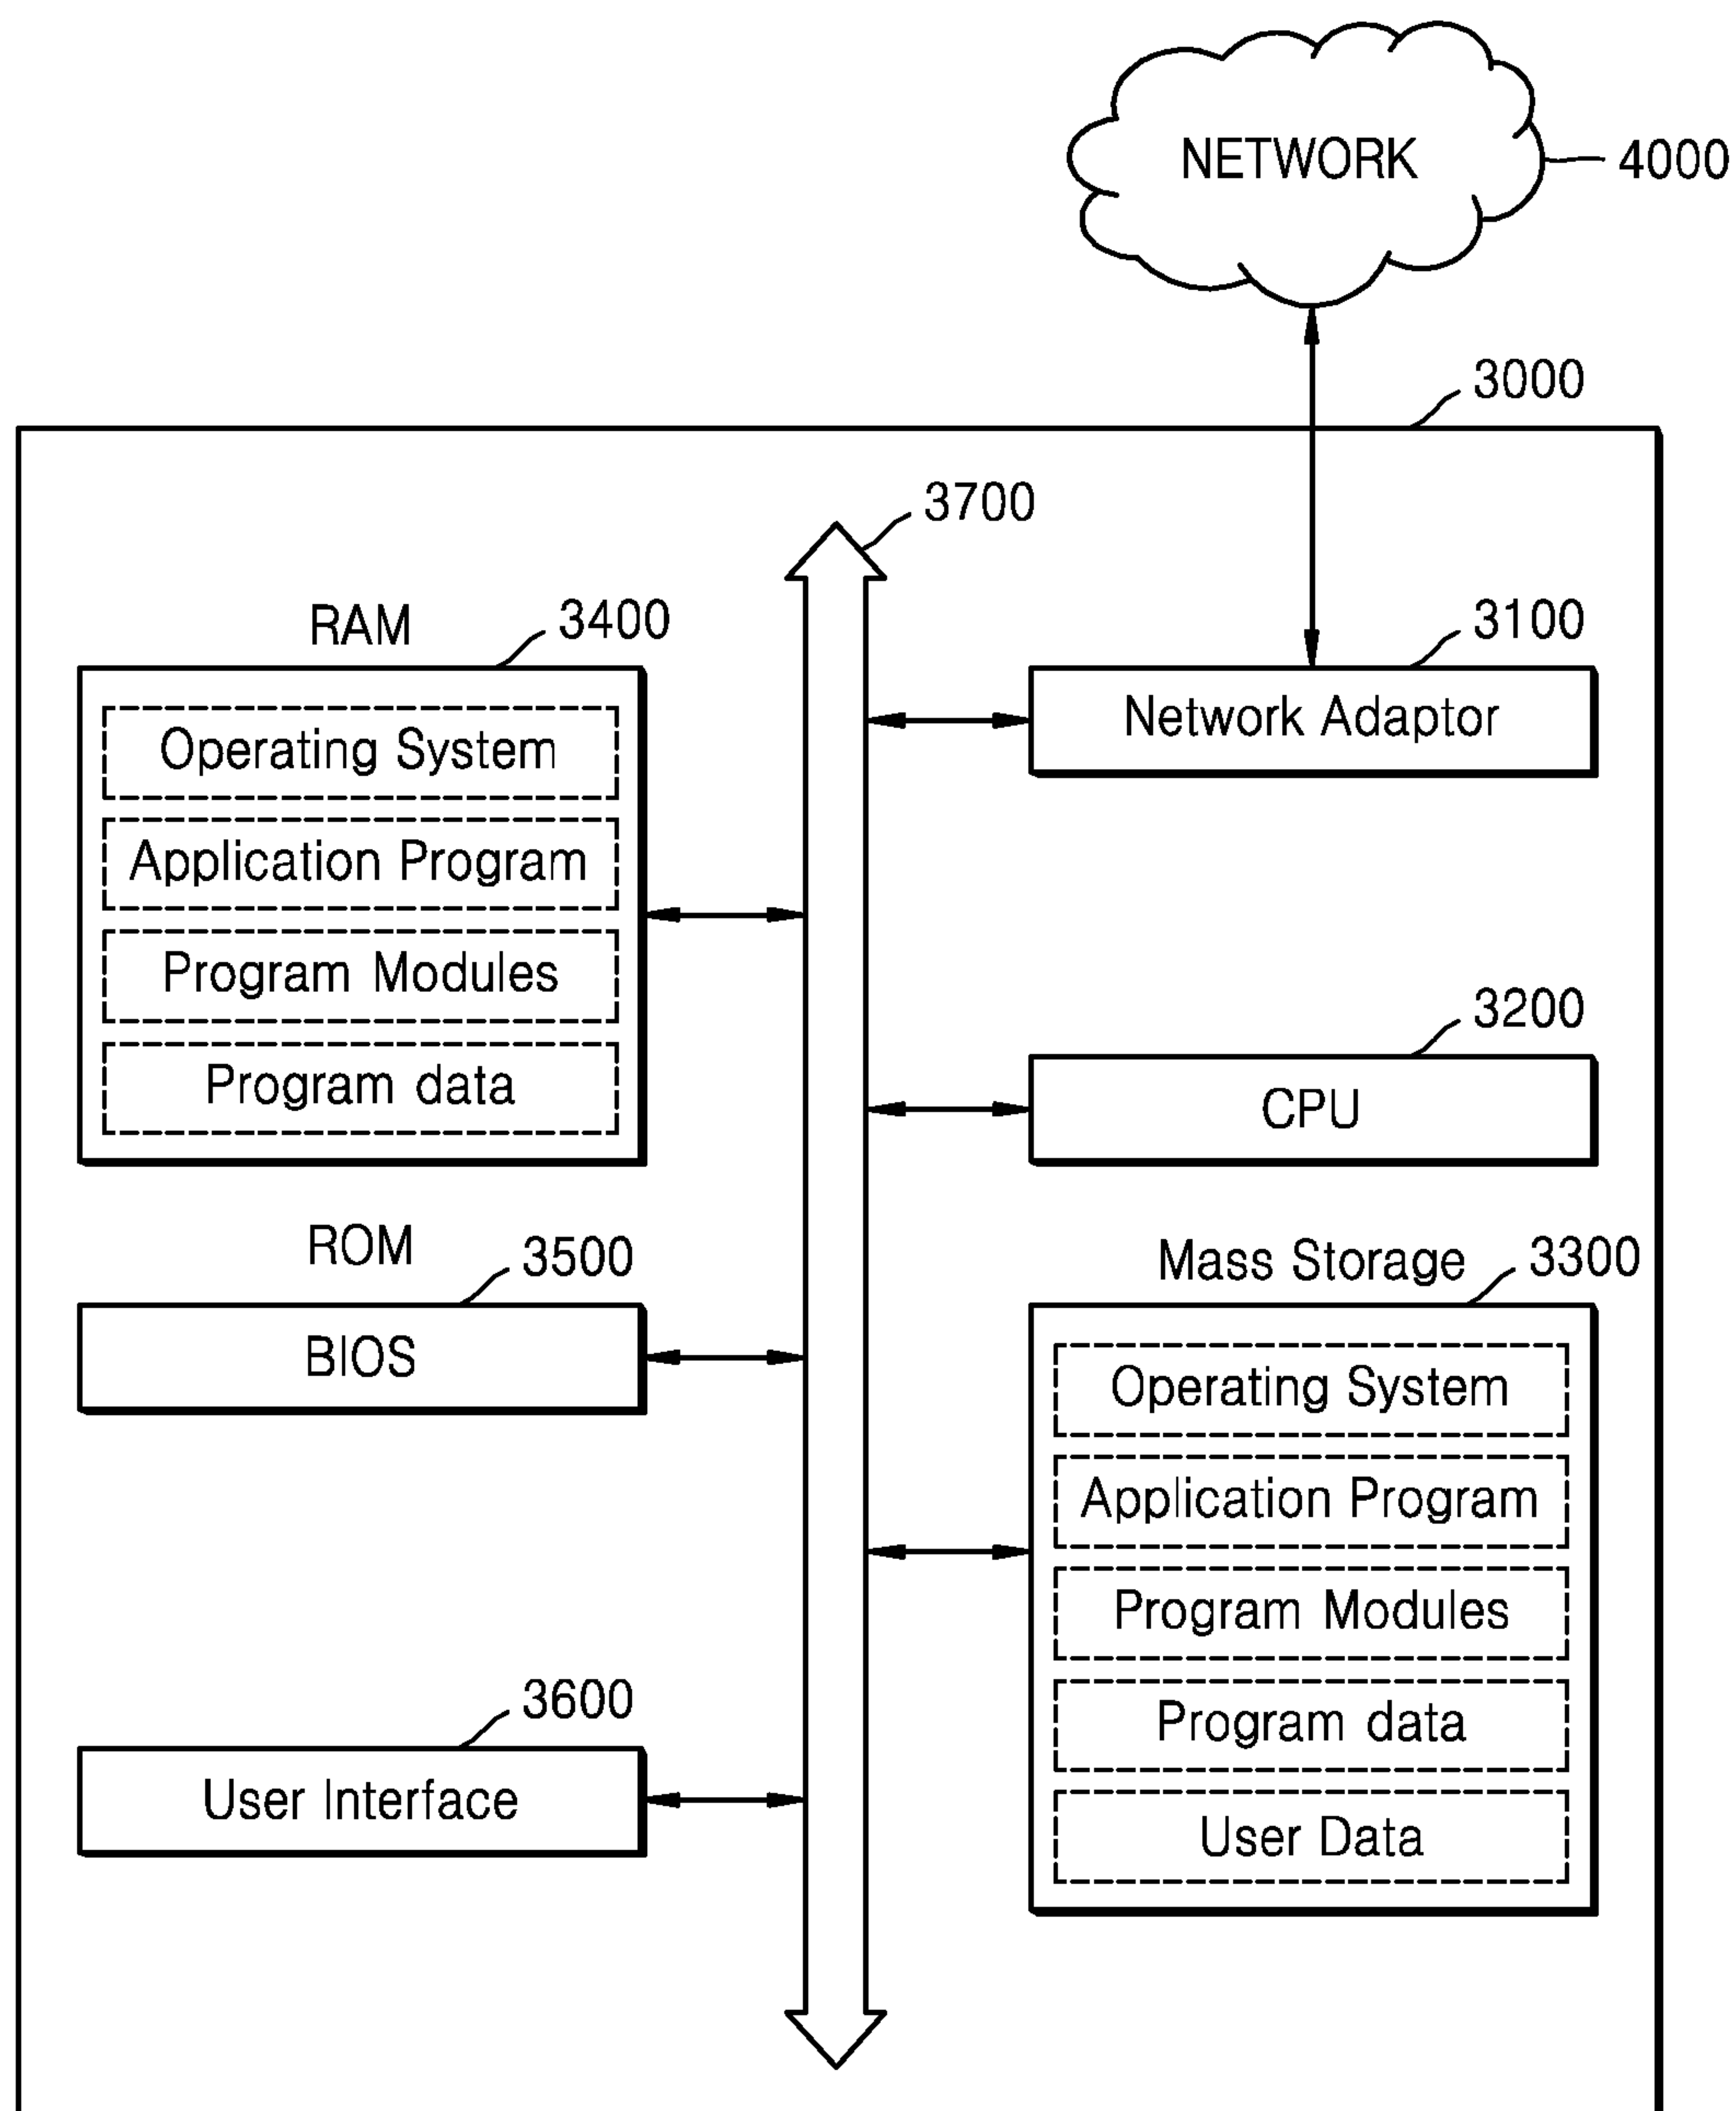 NETWORK
4000
3000
3700
RAM
3400
Operating System
Application Program
Program Modules
Program data
3100
Network Adaptor
3200
CPU
ROM
3500
BIOS
Mass Storage
3300
Operating System
Application Program
Program Modules
Program data
User Data
3600
User Interface